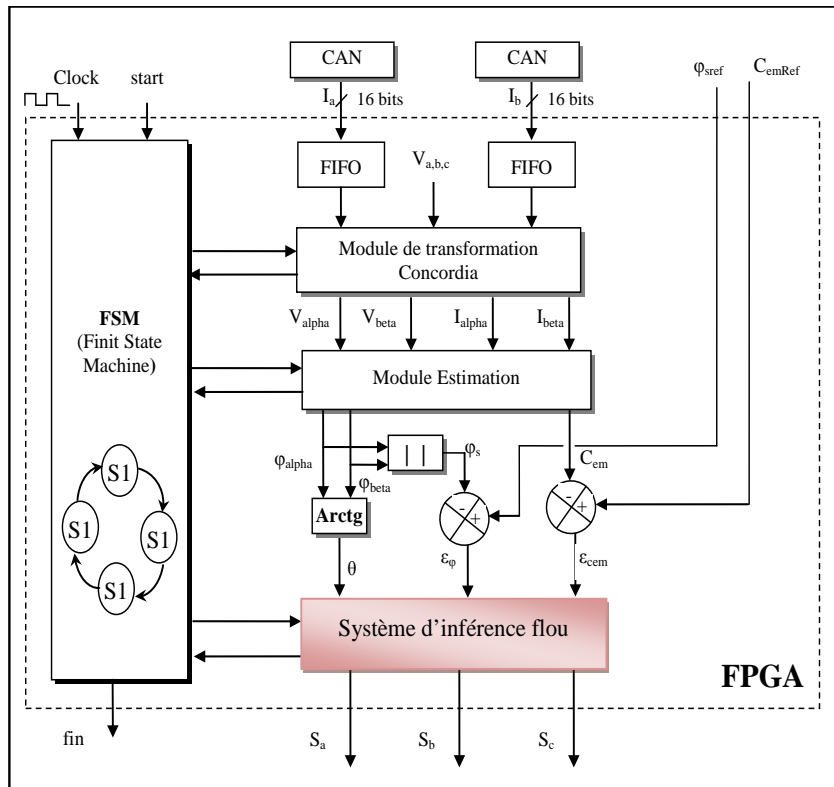 CAN
CAN
φsref
CemRef
Clock
start
Ia
16 bits
Ib
16 bits
FIFO
Va,b,c
FIFO
Module de transformation
Concordia
FSM
(Finit State
Machine)
Valpha
Vbeta
Ialpha
Ibeta
Module Estimation
| |
φs
Cem
φalpha
φbeta
S1
S1
S1
S1
Arctg
-
+
-
+
θ
εφ
εcem
Système d'inférence flou
FPGA
fin
Sa
Sb
Sc